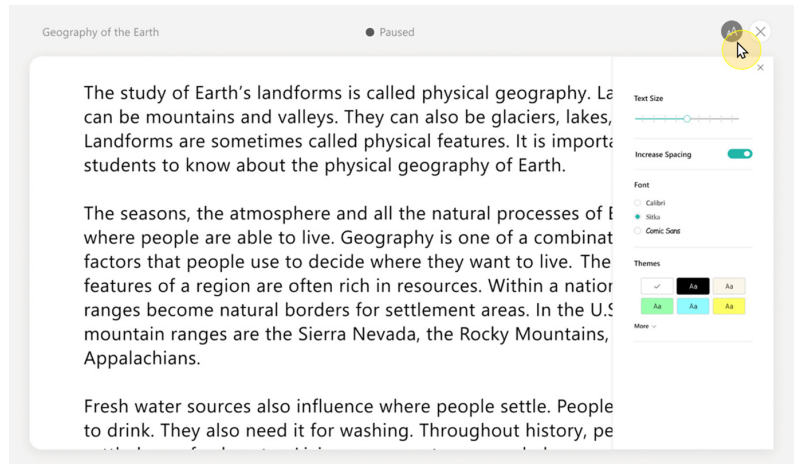 Geography of the Earth
Paused
The study of Earth's landforms is called physical geography. La
can be mountains and valleys. They can also be glaciers, lakes,
Landforms are sometimes called physical features. It is importa
students to know about the physical geography of Earth.
The seasons, the atmosphere and all the natural processes of E
where people are able to live. Geography is one of a combinat
factors that people use to decide where they want to live. The
features of a region are often rich in resources. Within a nation
ranges become natural borders for settlement areas. In the U.S
mountain ranges are the Sierra Nevada, the Rocky Mountains,
Appalachians.
Fresh water sources also influence where people settle. People
to drink. They also need it for washing. Throughout history, pe
Text Size
Increase Spacing
Font
Calibri
Sitka
Comic Sans
Themes
Aa Aa
Aa Aa Aa
More